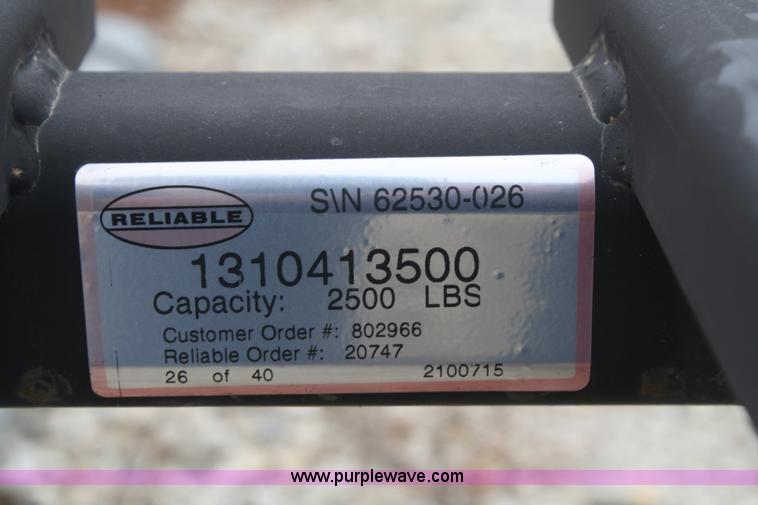 RELIABLE
S\N 62530-026
1310413500
Capacity: 2500 LBS
Customer Order #: 802966
Reliable Order #: 20747
26 of 40 2100715
www.purplewave.com